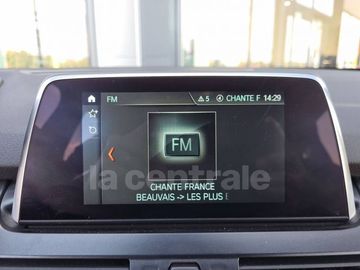 FM
5
CHANTE F 14:29
FM
la centrale
CHANTE FRANCE
BEAUVAIS -> LES PLUS E